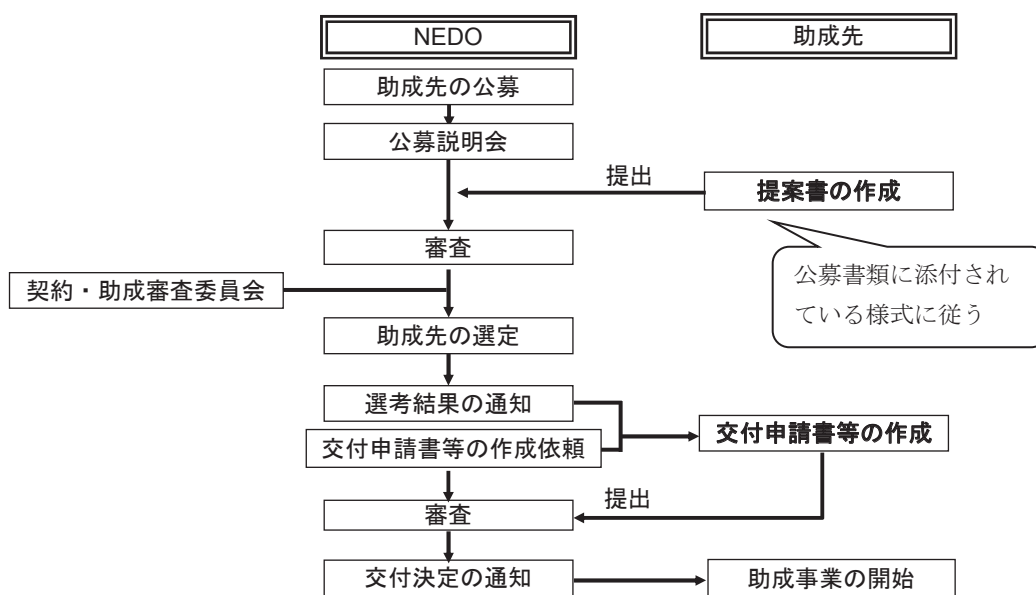 NEDO
助成先
助成先の公募
公募説明会
提出
提案書の作成
審査
公募書類に添付され
ている様式に従う
契約・助成審査委員会
助成先の選定
選考結果の通知
交付申請書等の作成
交付申請書等の作成依頼
提出
審査
交付決定の通知
助成事業の開始